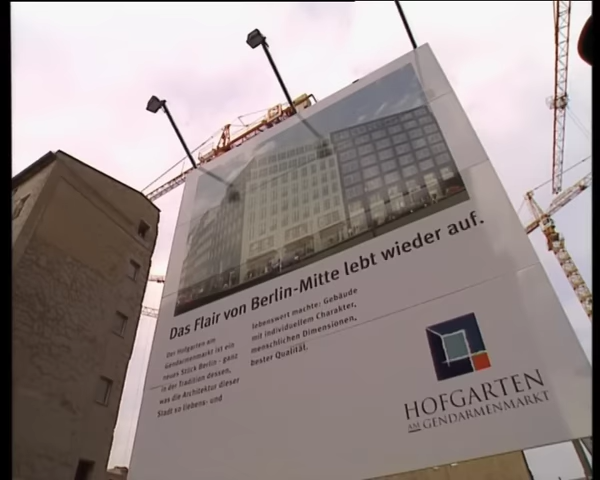 Das Flair von Berlin-Mitte lebt wieder auf.
Der Hofgarten am
Gendarmenmarkt ist ein
neues Stück Berlin - ganz
in der Tradition dessen,
was die Architektur dieser
Stadt so liebens- und
lebenswert machte: Gebäude
mit individuellem Charakter,
menschlichen Dimensionen,
bester Qualität.
HOFGARTEN
AM GENDARMENMARKT